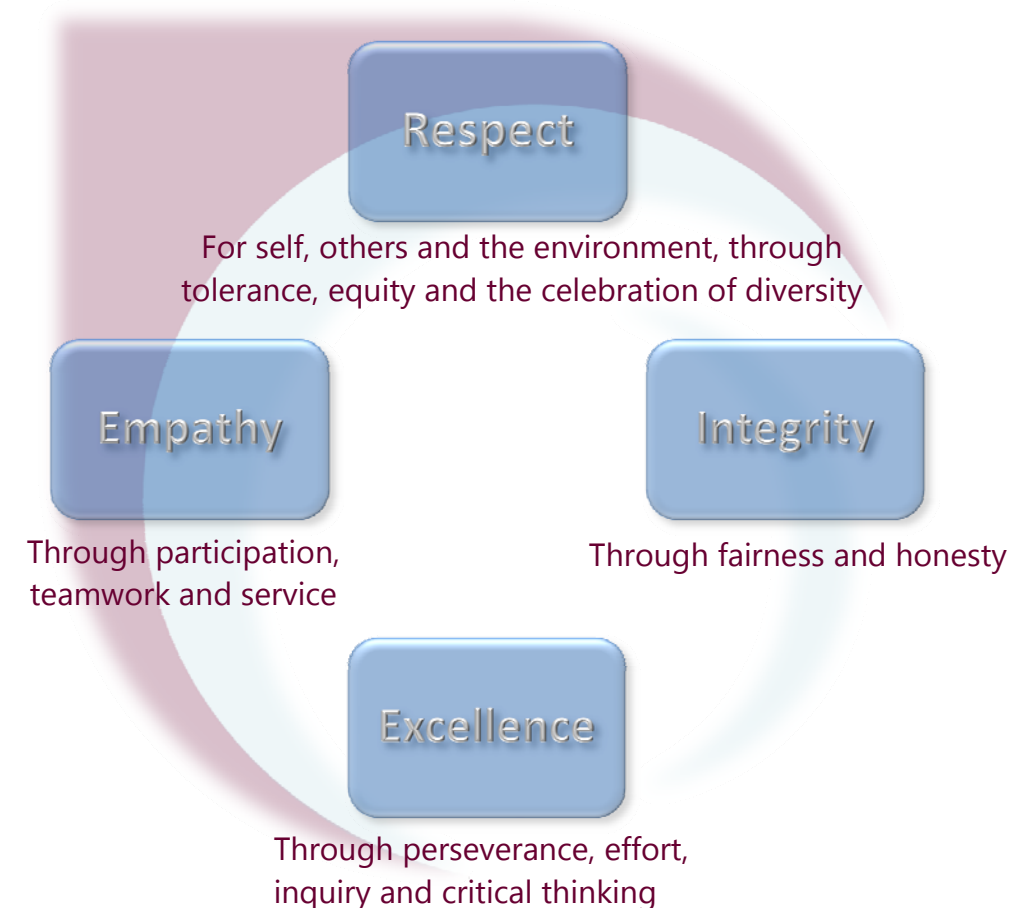 Respect
For self, others and the environment, through
tolerance, equity and the celebration of diversity
Empathy
Through participation,
teamwork and service
Integrity
Through fairness and honesty
Excellence
Through perseverance, effort,
inquiry and critical thinking